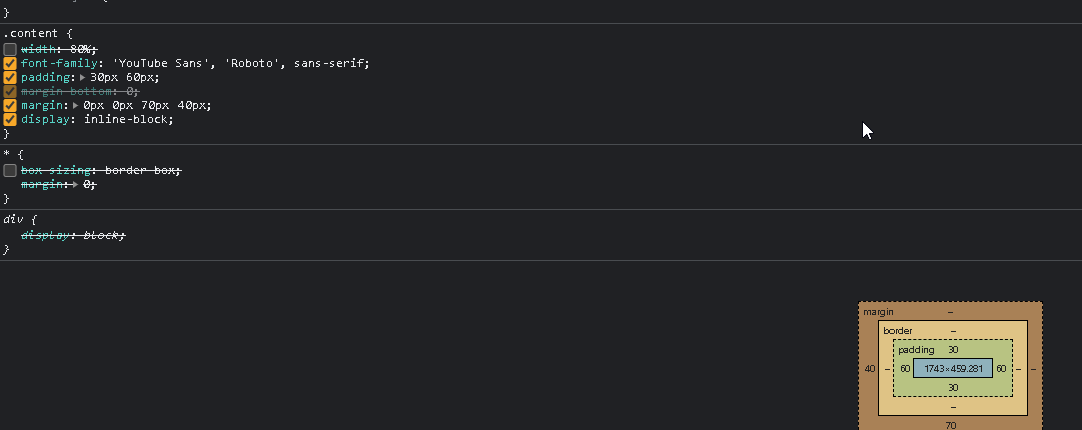 }
.content {
width: 80%;
font-family: 'YouTube Sans', 'Roboto', sans-serif;
padding: 30px 60px;
margin-bottom: 0;
margin: 0px 0px 70px 40px;
display: inline-block;
}
* {
box-sizing: border-box;
margin: 0;
}
div {
display: block;
}
margin –
border –
padding 30
40 – 60 1743×459.281 60 – –
30
–
70